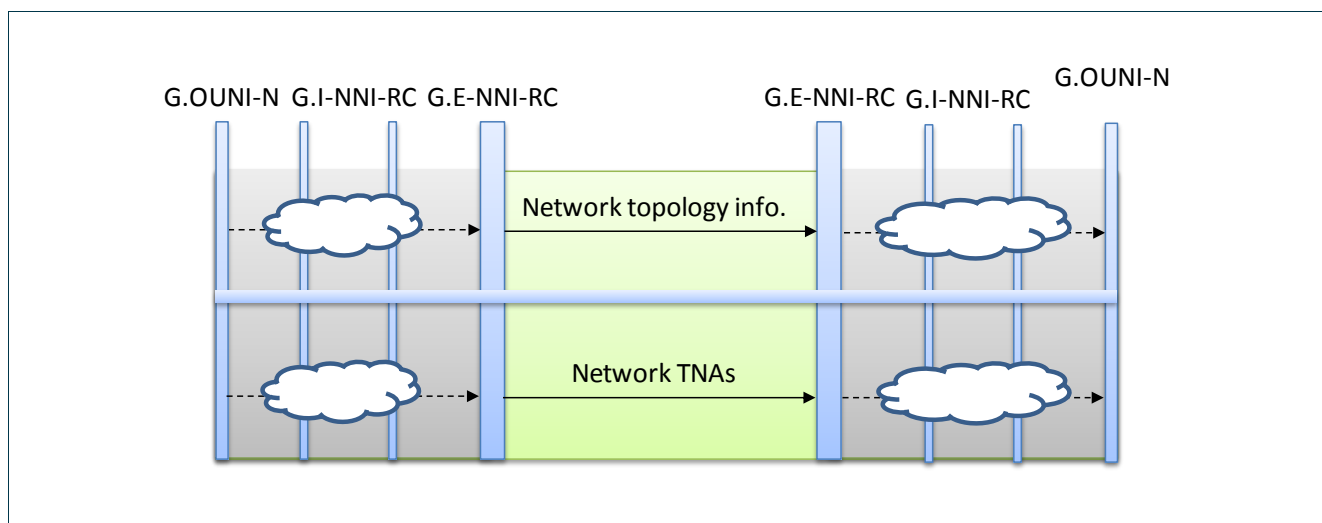 G.OUNI-N G.I-NNI-RC G.E-NNI-RC G.E-NNI-RC G.I-NNI-RC G.OUNI-N
Network topology info.
Network TNAs